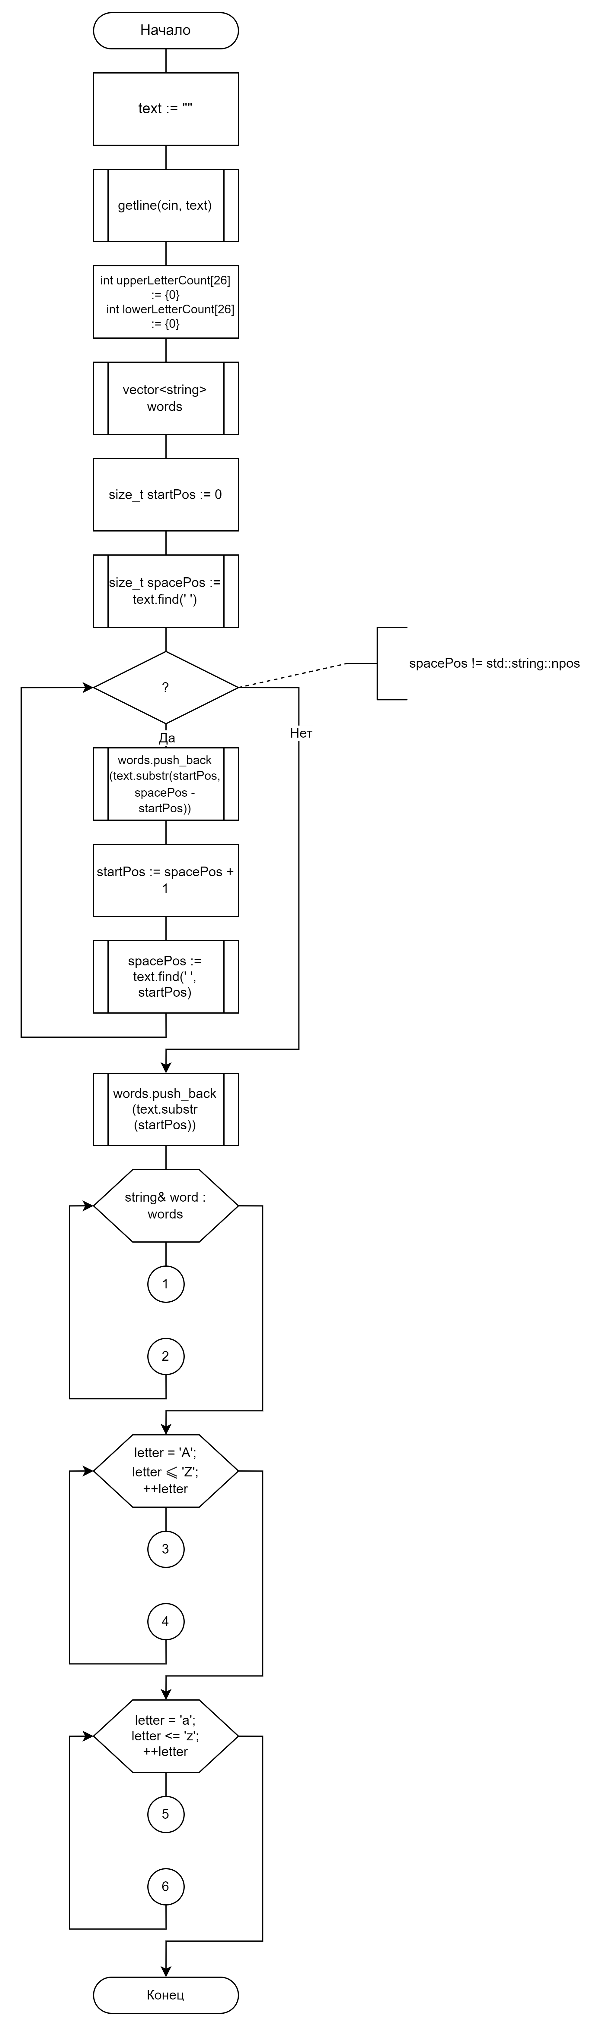 Начало
text := ""
getline(cin, text)
int upperLetterCount[26]
:= {0}
int lowerLetterCount[26]
:= {0}
vector<string>
words
size_t startPos := 0
size_t spacePos :=
text.find(' ')
?
spacePos != std::string::npos
Да
Нет
words.push_back
(text.substr(startPos,
spacePos -
startPos))
startPos := spacePos +
1
spacePos :=
text.find(' ',
startPos)
words.push_back
(text.substr
(startPos))
string& word :
words
1
2
letter = 'A';
letter ⩽ 'Z';
++letter
3
4
letter = 'a';
letter <= 'z';
++letter
5
6
Конец